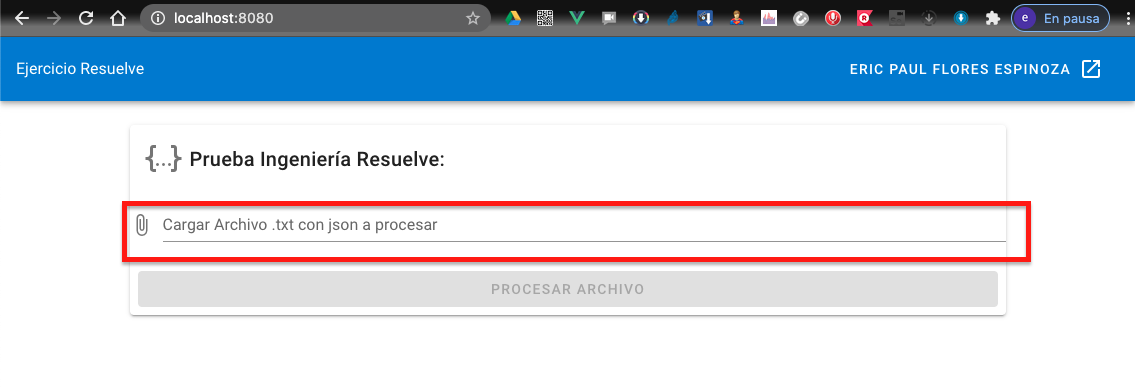 localhost:8080
e En pausa
Ejercicio Resuelve
ERIC PAUL FLORES ESPINOZA
{...} Prueba Ingeniería Resuelve:
Cargar Archivo .txt con json a procesar
PROCESAR ARCHIVO